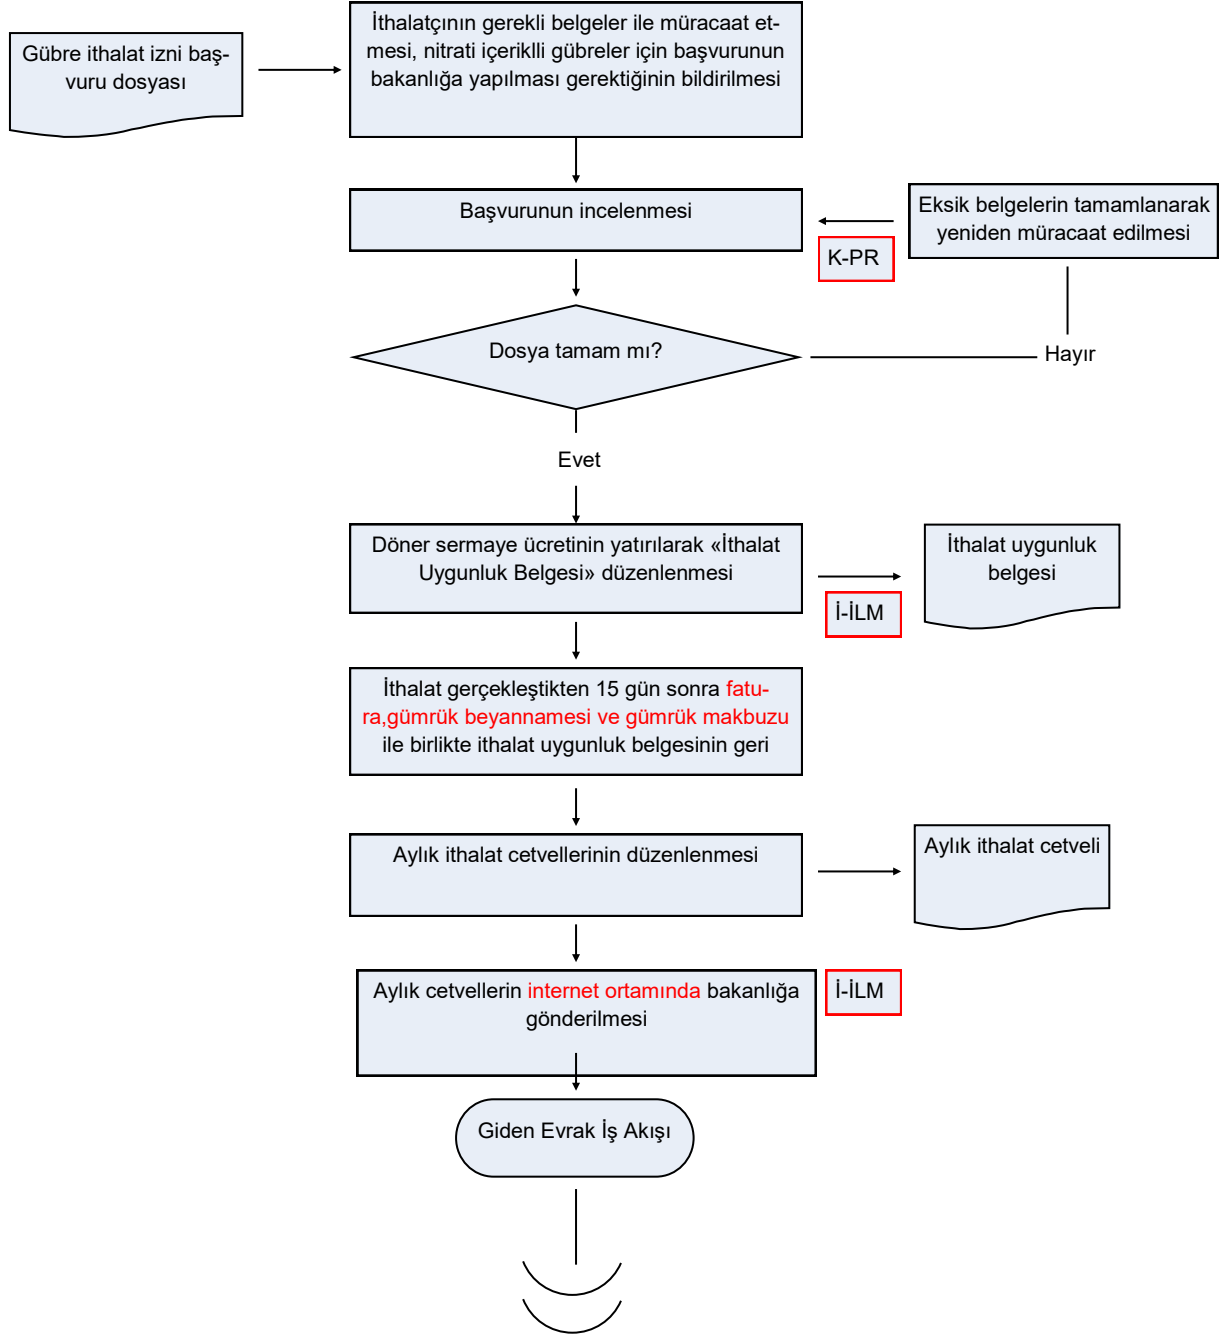 Gübre ithalat izni baş-
vuru dosyası
İthalatçının gerekli belgeler ile müracaat et-
mesi, nitrati içeriklli gübreler için başvurunun
bakanlığa yapılması gerektiğinin bildirilmesi
Başvurunun incelenmesi
Eksik belgelerin tamamlanarak
yeniden müracaat edilmesi
K-PR
Dosya tamam mı?
Hayır
Evet
Döner sermaye ücretinin yatırılarak «İthalat
Uygunluk Belgesi» düzenlenmesi
İthalat uygunluk
belgesi
İ-İLM
İthalat gerçekleştikten 15 gün sonra fatu-
ra,gümrük beyannamesi ve gümrük makbuzu
ile birlikte ithalat uygunluk belgesinin geri
Aylık ithalat cetvellerinin düzenlenmesi
Aylık ithalat cetveli
Aylık cetvellerin internet ortamında bakanlığa
gönderilmesi
İ-İLM
Giden Evrak İş Akışı